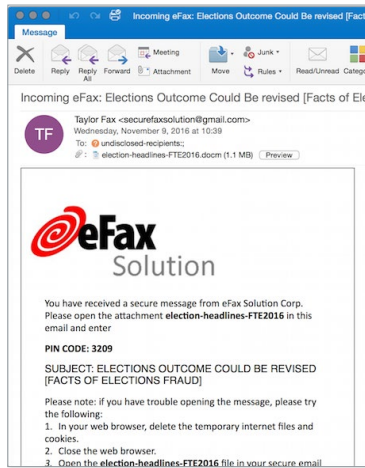 Incoming eFax: Elections Outcome Could Be revised [Fact
Message
Delete
Reply
Reply All
Forward
Meeting
Attachment
Move
Junk
Rules
Read/Unread
Categ
Incoming eFax: Elections Outcome Could Be revised [Facts of Ele
TF
Taylor Fax <securefaxsolution@gmail.com>
Wednesday, November 9, 2016 at 10:39
To: undisclosed-recipients:;
election-headlines-FTE2016.docm (1.1 MB) Preview
eFax
Solution
You have received a secure message from eFax Solution Corp.
Please open the attachment election-headlines-FTE2016 in this
email and enter
PIN CODE: 3209
SUBJECT: ELECTIONS OUTCOME COULD BE REVISED
[FACTS OF ELECTIONS FRAUD]
Please note: if you have trouble opening the message, please try
the following:
1. In your web browser, delete the temporary internet files and
cookies.
2. Close the web browser.
3. Open the election-headlines-FTE2016 file in your secure email